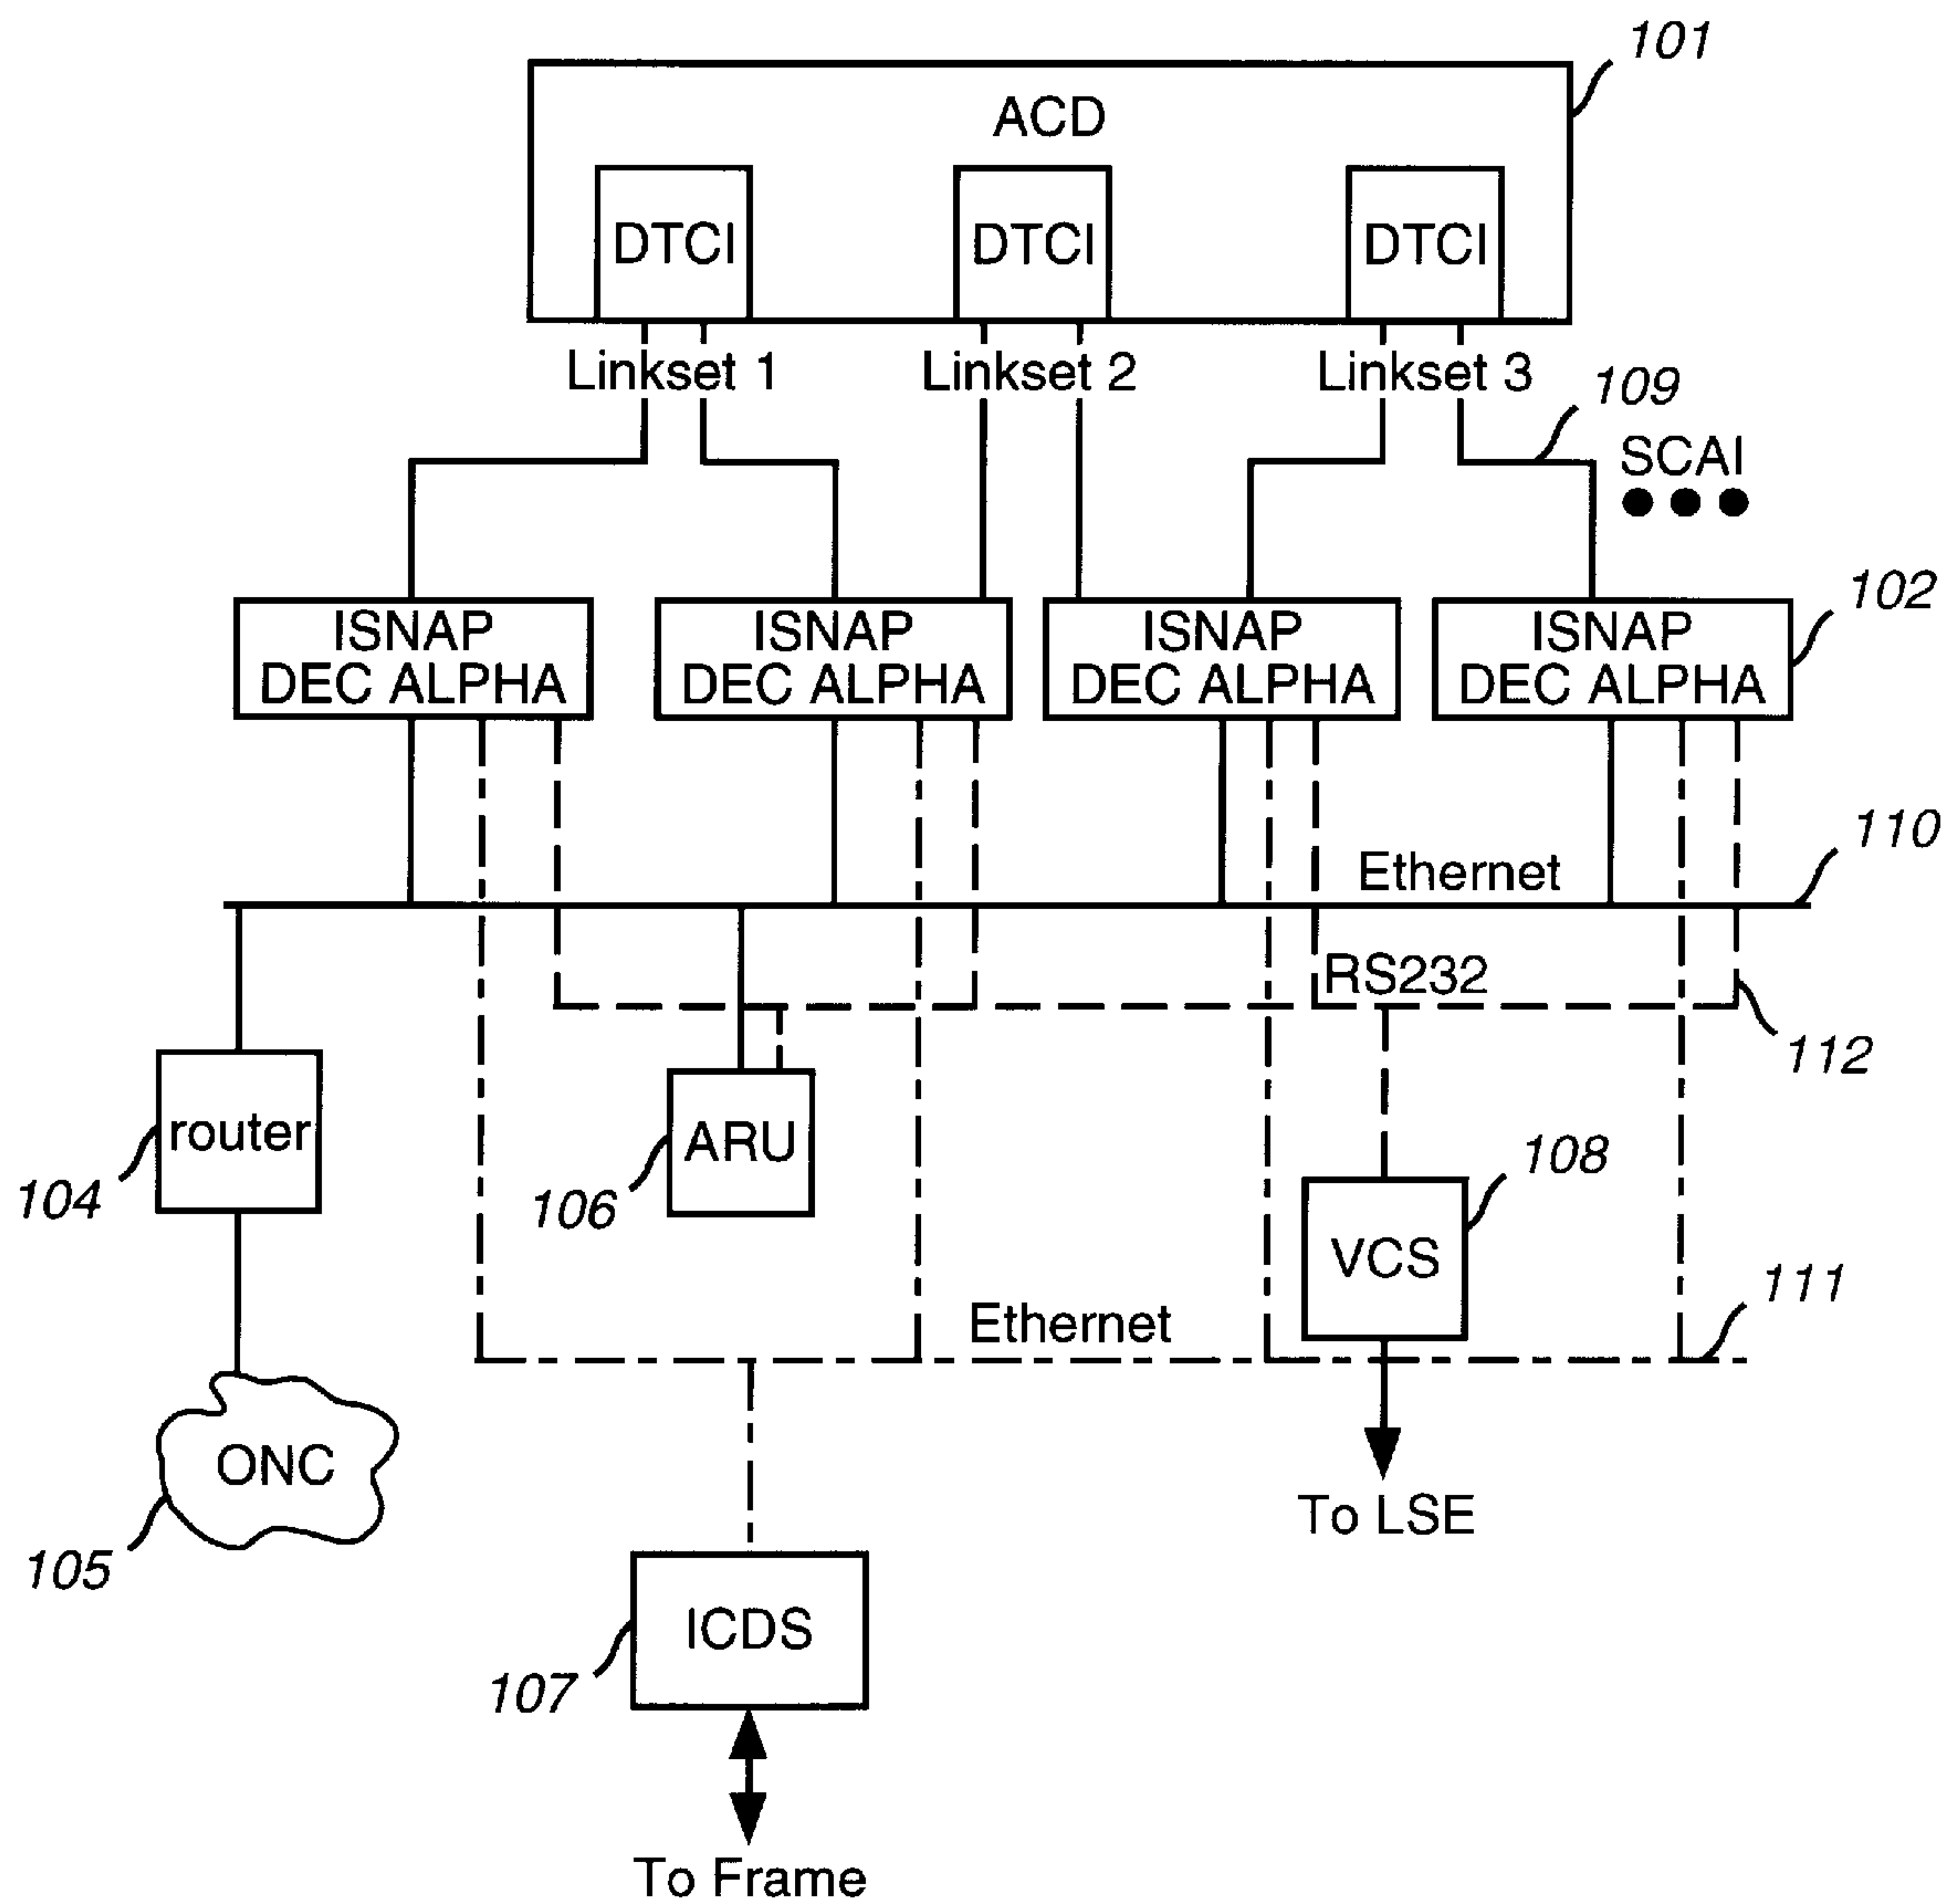 101
ACD
DTCI
DTCI
DTCI
Linkset 1
Linkset 2
Linkset 3
109
SCAI
ISNAP
DEC ALPHA
ISNAP
DEC ALPHA
ISNAP
DEC ALPHA
ISNAP
DEC ALPHA
102
Ethernet
110
RS232
112
router
104
ARU
106
108
VCS
111
Ethernet
ONC
105
To LSE
ICDS
107
To Frame